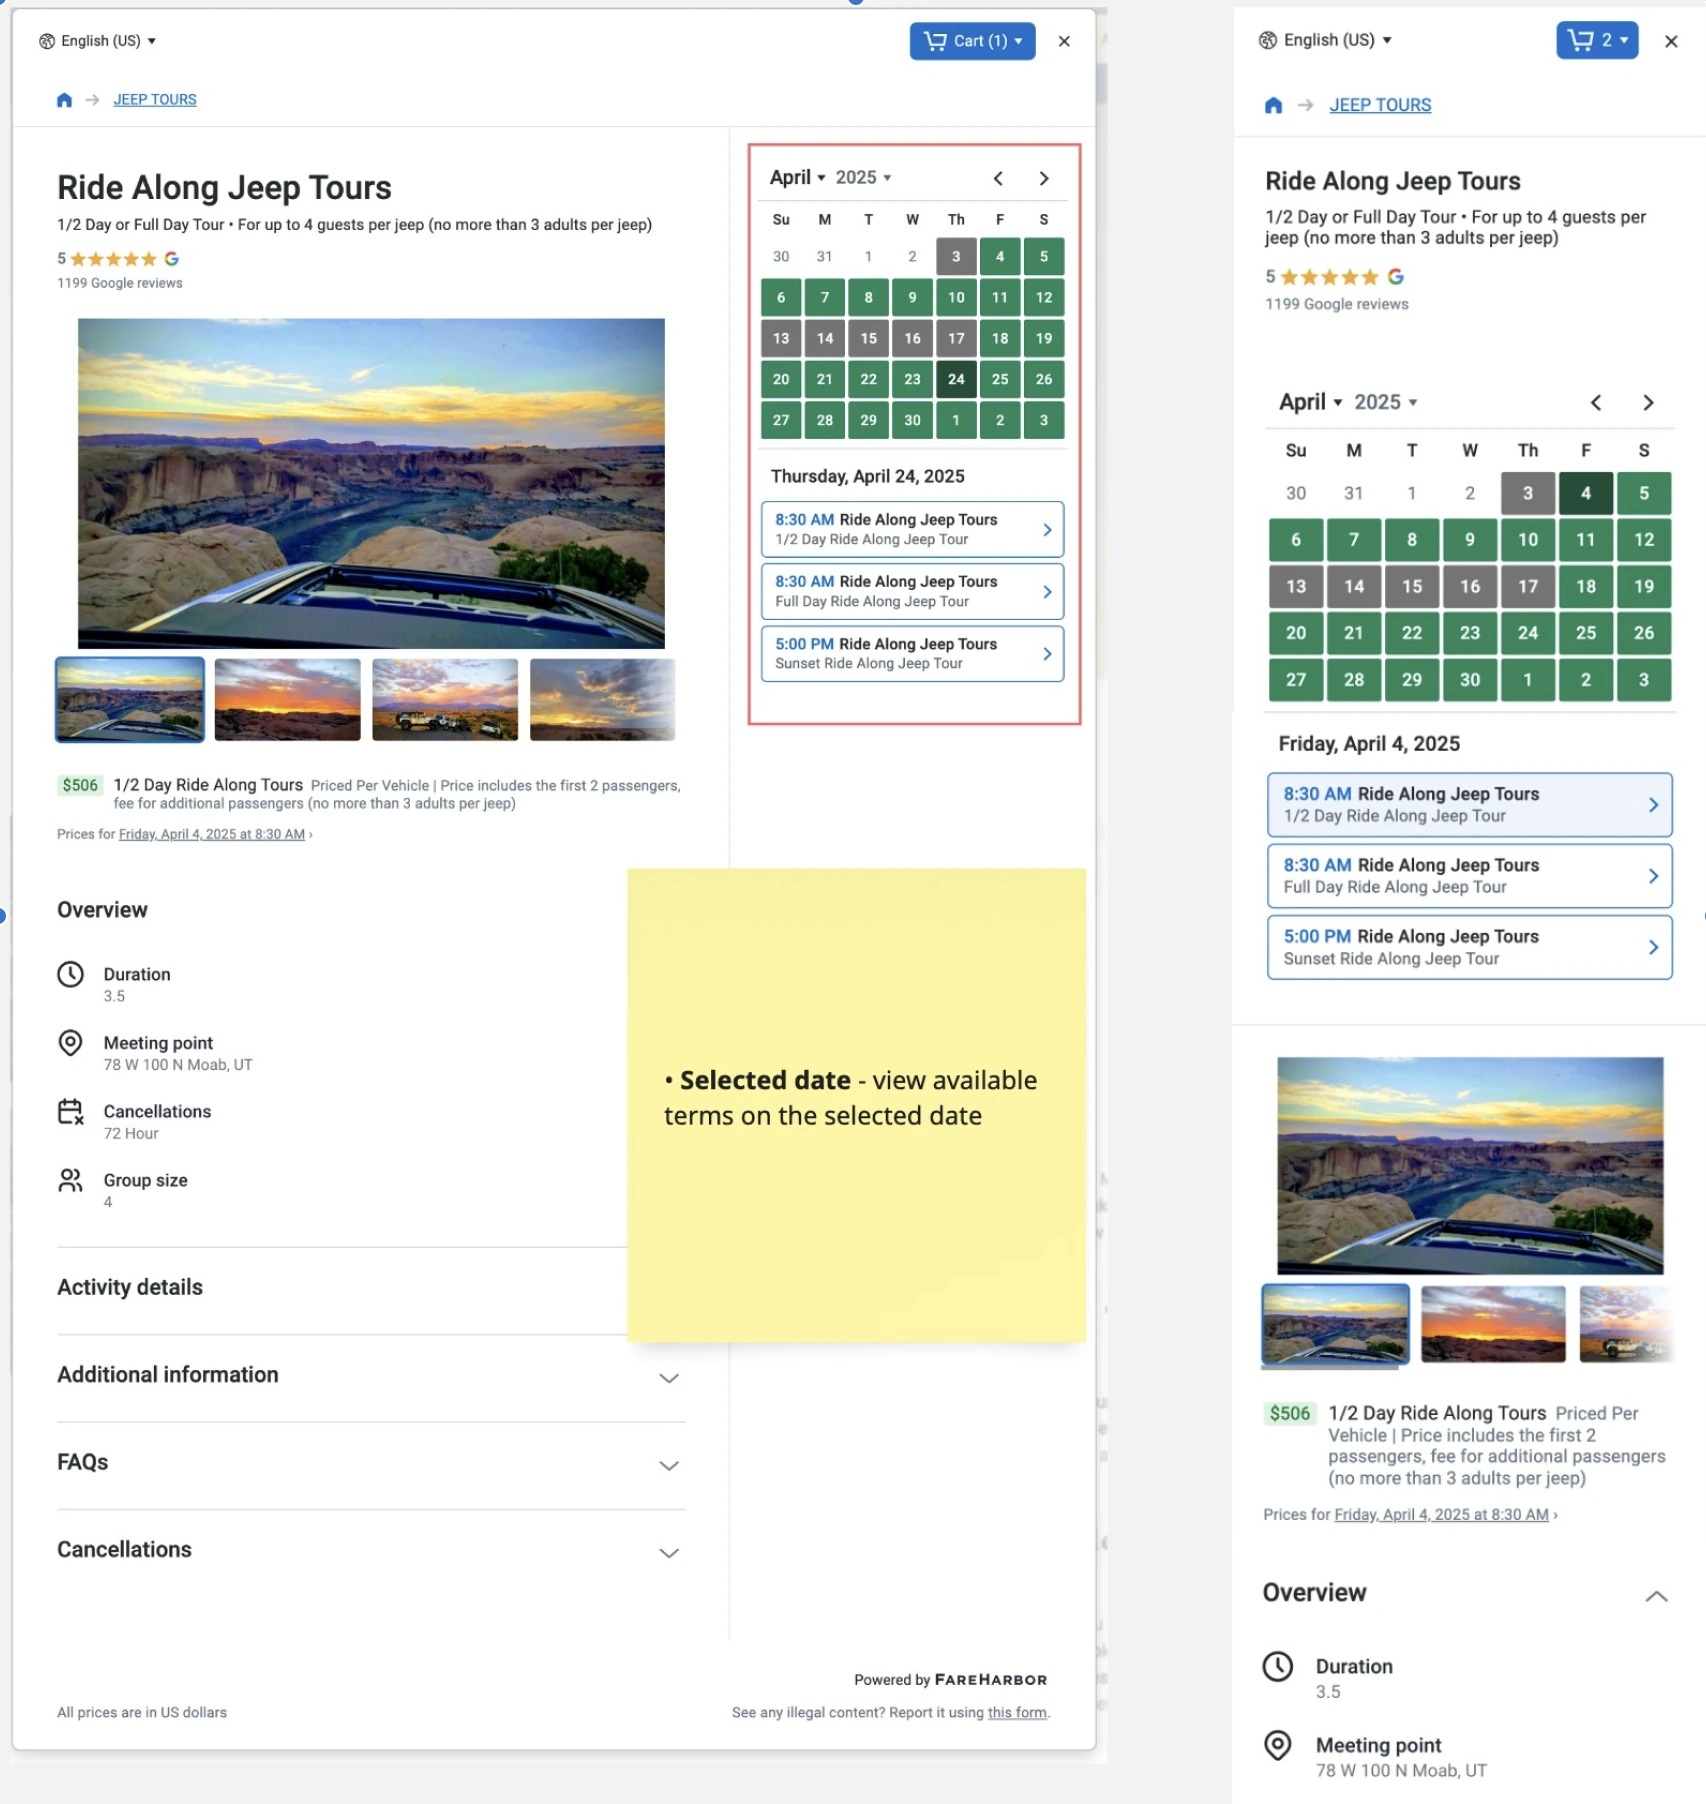 English (US)
Cart (1)
JEEP TOURS
Ride Along Jeep Tours
1/2 Day or Full Day Tour • For up to 4 guests per jeep (no more than 3 adults per jeep)
5
1199 Google reviews
$506 1/2 Day Ride Along Tours Priced Per Vehicle | Price includes the first 2 passengers,
fee for additional passengers (no more than 3 adults per jeep)
Prices for Friday, April 4, 2025 at 8:30 AM ›
Overview
Duration
3.5
Meeting point
78 W 100 N Moab, UT
Cancellations
72 Hour
Group size
4
Activity details
Additional information
FAQs
Cancellations
April 2025
Su M T W Th F S
30 31 1 2 3 4 5
6 7 8 9 10 11 12
13 14 15 16 17 18 19
20 21 22 23 24 25 26
27 28 29 30 1 2 3
Thursday, April 24, 2025
8:30 AM Ride Along Jeep Tours
1/2 Day Ride Along Jeep Tour
8:30 AM Ride Along Jeep Tours
Full Day Ride Along Jeep Tour
5:00 PM Ride Along Jeep Tours
Sunset Ride Along Jeep Tour
• Selected date - view available
terms on the selected date
Powered by FAREHARBOR
All prices are in US dollars
See any illegal content? Report it using this form.
English (US)
2
JEEP TOURS
Ride Along Jeep Tours
1/2 Day or Full Day Tour • For up to 4 guests per
jeep (no more than 3 adults per jeep)
5
1199 Google reviews
April 2025
Su M T W Th F S
30 31 1 2 3 4 5
6 7 8 9 10 11 12
13 14 15 16 17 18 19
20 21 22 23 24 25 26
27 28 29 30 1 2 3
Friday, April 4, 2025
8:30 AM Ride Along Jeep Tours
1/2 Day Ride Along Jeep Tour
8:30 AM Ride Along Jeep Tours
Full Day Ride Along Jeep Tour
5:00 PM Ride Along Jeep Tours
Sunset Ride Along Jeep Tour
$506 1/2 Day Ride Along Tours Priced Per
Vehicle | Price includes the first 2
passengers, fee for additional passengers
(no more than 3 adults per jeep)
Prices for Friday, April 4, 2025 at 8:30 AM ›
Overview
Duration
3.5
Meeting point
78 W 100 N Moab, UT